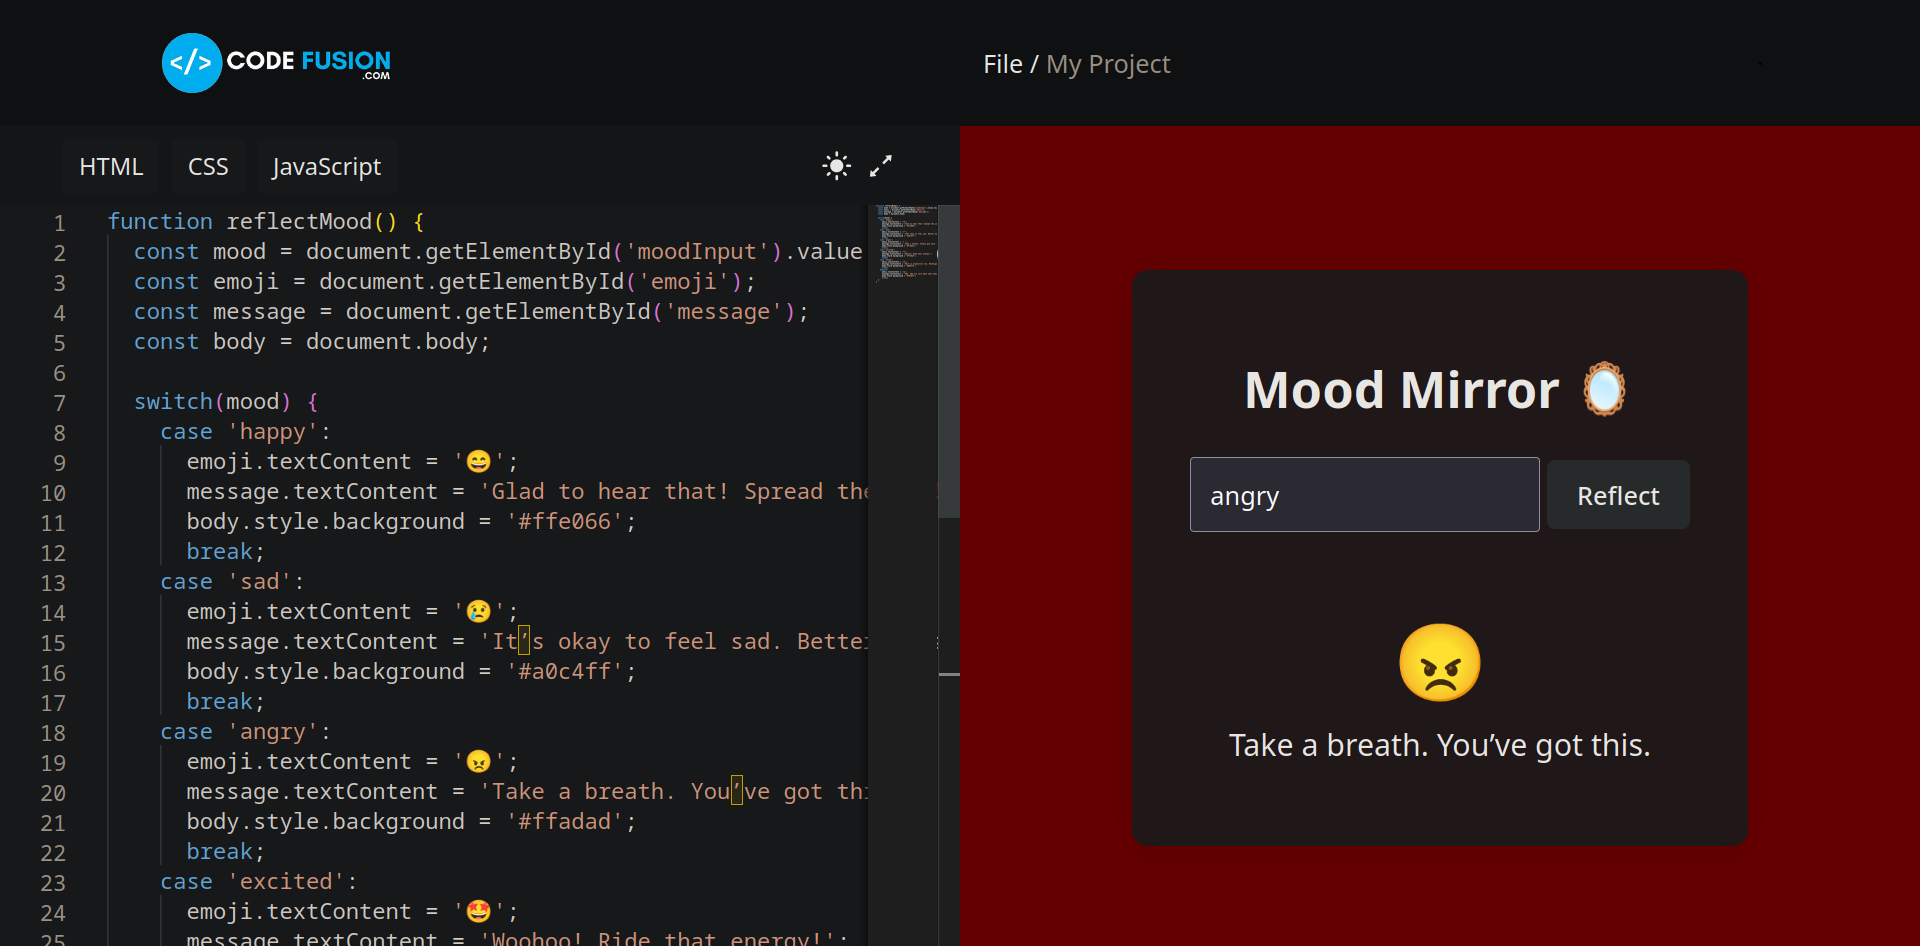 </> CODE FUSION
.COM
File / My Project
HTML CSS JavaScript
1 function reflectMood() {
2 const mood = document.getElementById('moodInput').value
3 const emoji = document.getElementById('emoji');
4 const message = document.getElementById('message');
5 const body = document.body;
6
7 switch(mood) {
8 case 'happy':
9 emoji.textContent = '😄';
10 message.textContent = 'Glad to hear that! Spread the
11 body.style.background = '#ffe066';
12 break;
13 case 'sad':
14 emoji.textContent = '😢';
15 message.textContent = 'It’s okay to feel sad. Better
16 body.style.background = '#a0c4ff';
17 break;
18 case 'angry':
19 emoji.textContent = '😠';
20 message.textContent = 'Take a breath. You’ve got thi
21 body.style.background = '#ffadad';
22 break;
23 case 'excited':
24 emoji.textContent = '🤩';
25 message.textContent = 'Woohoo! Ride that energy!';
Mood Mirror 🪞
angry Reflect
😠
Take a breath. You’ve got this.